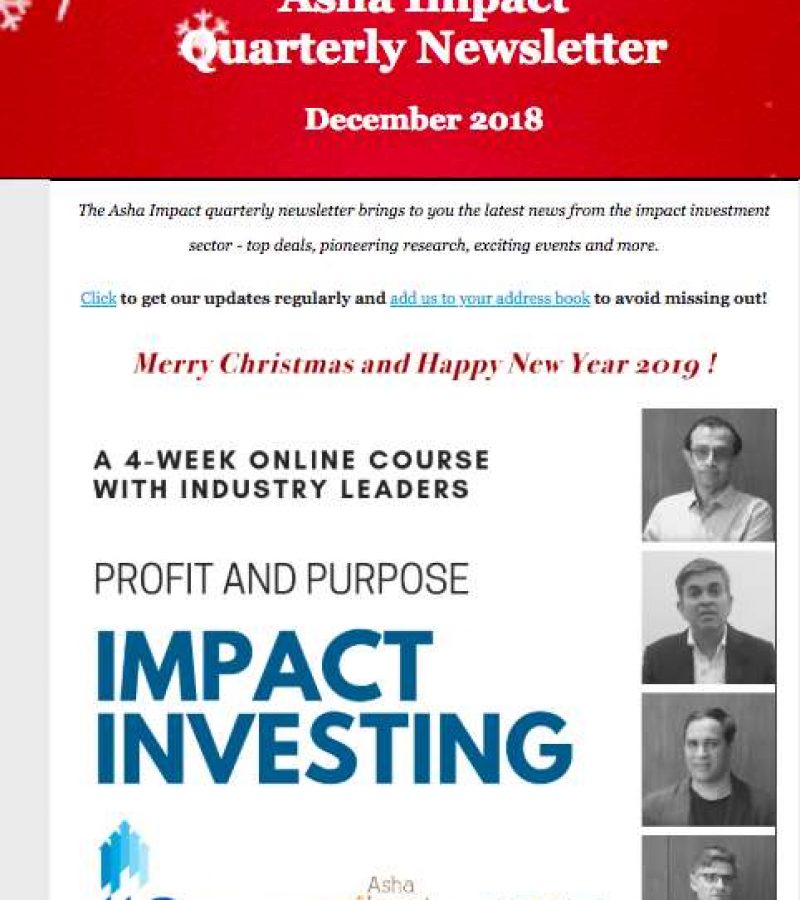 Asha Impact
Quarterly Newsletter
December 2018
The Asha Impact quarterly newsletter brings to you the latest news from the impact investment
sector - top deals, pioneering research, exciting events and more.
Click to get our updates regularly and add us to your address book to avoid missing out!
Merry Christmas and Happy New Year 2019 !
A 4-WEEK ONLINE COURSE
WITH INDUSTRY LEADERS
PROFIT AND PURPOSE
IMPACT
INVESTING
Asha